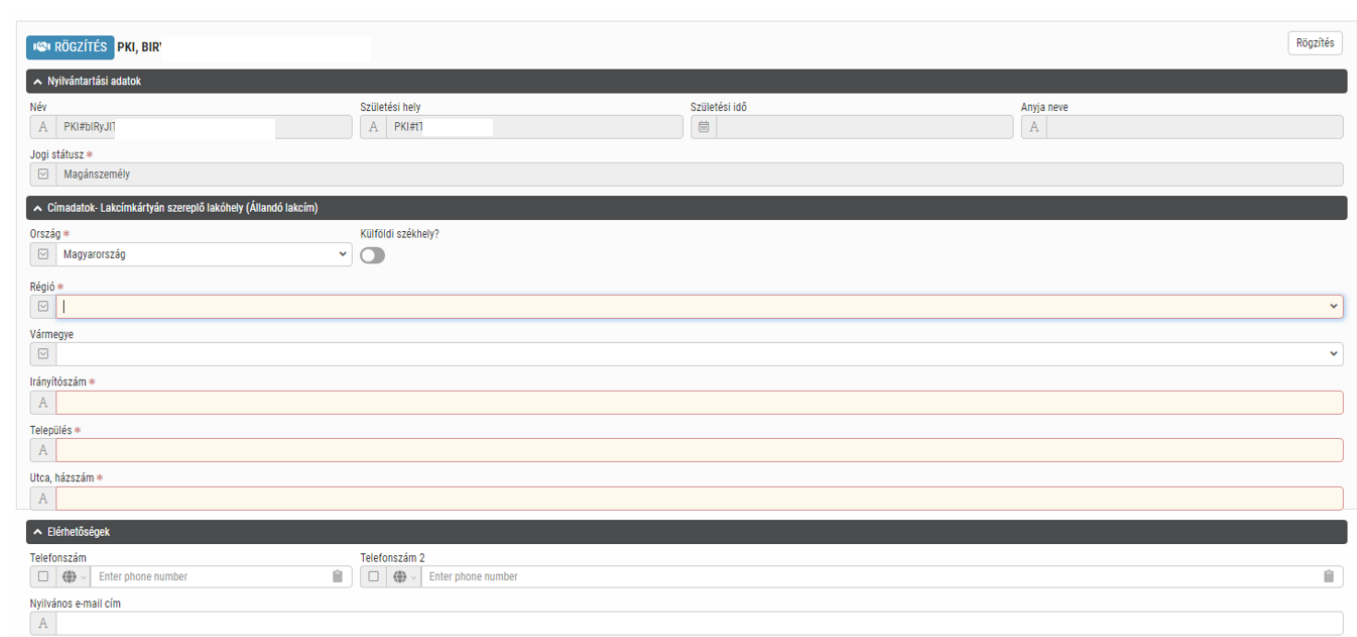 RÖGZÍTÉS PKI, BIR'
Rögzítés
Nyilvántartási adatok
Név Születési hely Születési idő Anyja neve
A PKI#bIRyJI A PKI#t A
Jogi státusz *
Magánszemély
Címadatok- Lakcímkártyán szereplő lakóhely (Állandó lakcím)
Ország * Külföldi székhely?
Magyarország
Régió *
Vármegye
Irányítószám *
A
Település *
A
Utca, házszám *
A
Elérhetőségek
Telefonszám Telefonszám 2
Enter phone number Enter phone number
Nyilvános e-mail cím
A